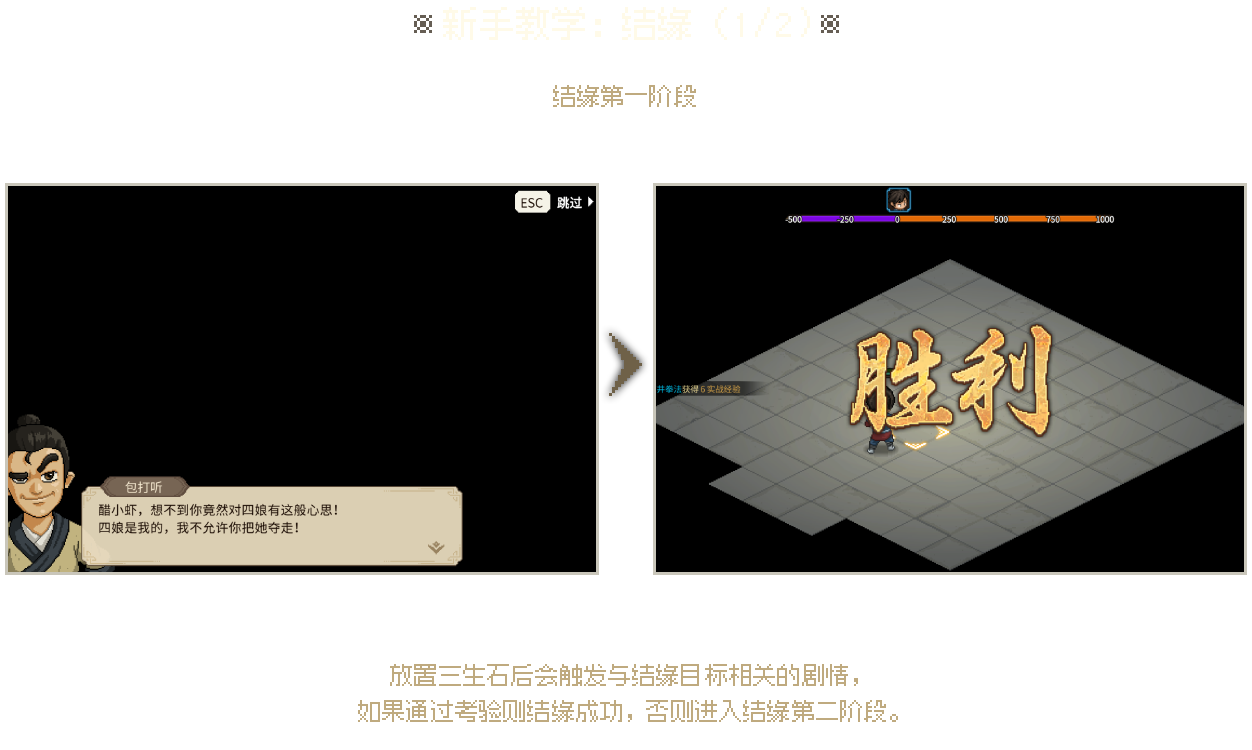 ※ 新手教学：结缘（1/2）※
结缘第一阶段
ESC 跳过
包打听
醋小虾，想不到你竟然对四娘有这般心思！
四娘是我的，我不允许你把她夺走！
-500 -250 0 250 500 750 1000
胜利
井拳法获得6实战经验
放置三生石后会触发与结缘目标相关的剧情，
如果通过考验则结缘成功，否则进入结缘第二阶段。